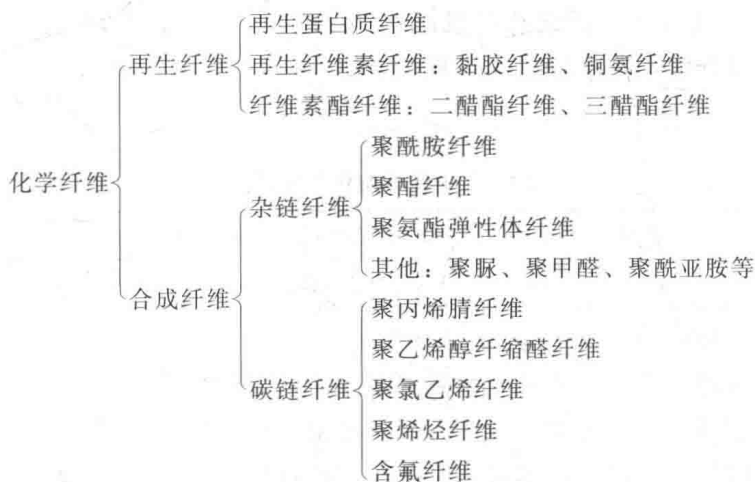 再生蛋白质纤维
再生纤维
再生纤维素纤维：黏胶纤维、铜氨纤维
纤维素酯纤维：二醋酯纤维、三醋酯纤维
化学纤维
聚酰胺纤维
聚酯纤维
杂链纤维
聚氨酯弹性体纤维
其他：聚脲、聚甲醛、聚酰亚胺等
合成纤维
聚丙烯腈纤维
聚乙烯醇纤缩醛纤维
碳链纤维
聚氯乙烯纤维
聚烯烃纤维
含氟纤维